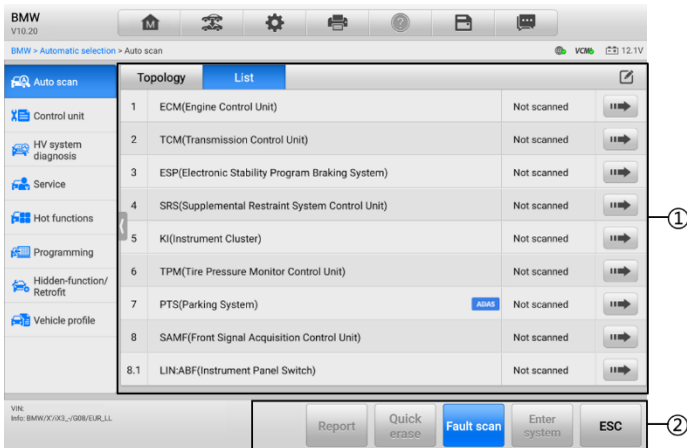 BMW
V10.20
M
?
BMW > Automatic selection > Auto scan
VCMI
12.1V
Auto scan
Control unit
HV system
diagnosis
Service
Hot functions
Programming
Hidden-function/
Retrofit
Vehicle profile
Topology List
1 ECM(Engine Control Unit) Not scanned
2 TCM(Transmission Control Unit) Not scanned
3 ESP(Electronic Stability Program Braking System) Not scanned
4 SRS(Supplemental Restraint System Control Unit) Not scanned
5 KI(Instrument Cluster) Not scanned
6 TPM(Tire Pressure Monitor Control Unit) Not scanned
7 PTS(Parking System) ADAS Not scanned
8 SAMF(Front Signal Acquisition Control Unit) Not scanned
8.1 LIN:ABF(Instrument Panel Switch) Not scanned
①
VIN:
Info: BMW/X'/iX3_-/G08/EUR_LL
Report
Quick
erase
Fault scan
Enter
system
ESC
②